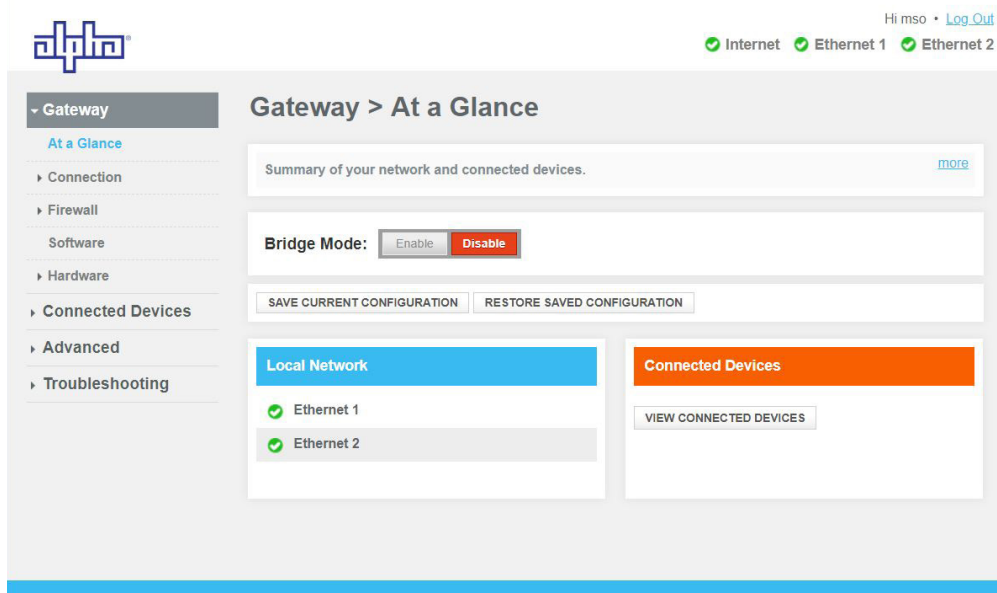 Hi mso • Log Out
alpha®
Internet Ethernet 1 Ethernet 2
Gateway
At a Glance
Connection
Firewall
Software
Hardware
Connected Devices
Advanced
Troubleshooting
Gateway > At a Glance
Summary of your network and connected devices.
more
Bridge Mode: Enable Disable
SAVE CURRENT CONFIGURATION RESTORE SAVED CONFIGURATION
Local Network
Ethernet 1
Ethernet 2
Connected Devices
VIEW CONNECTED DEVICES